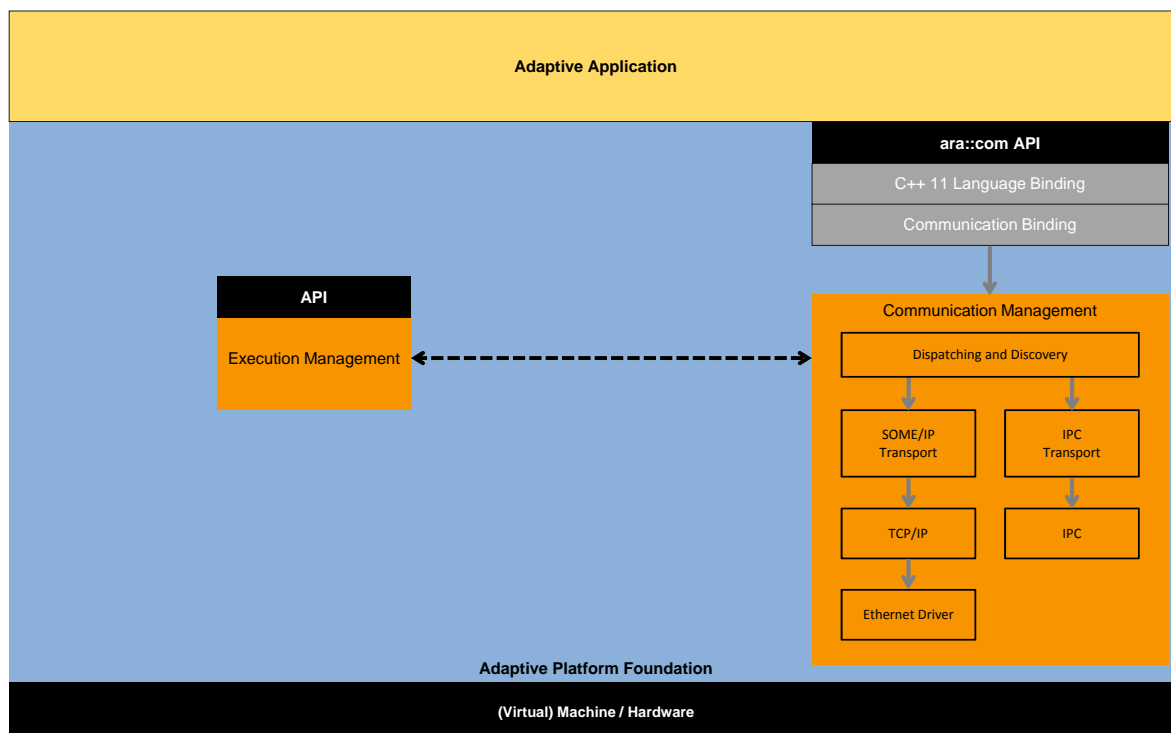 Adaptive Application
ara::com API
C++ 11 Language Binding
Communication Binding
API
Execution Management
Communication Management
Dispatching and Discovery
SOME/IP
Transport
IPC
Transport
TCP/IP
IPC
Ethernet Driver
Adaptive Platform Foundation
(Virtual) Machine / Hardware